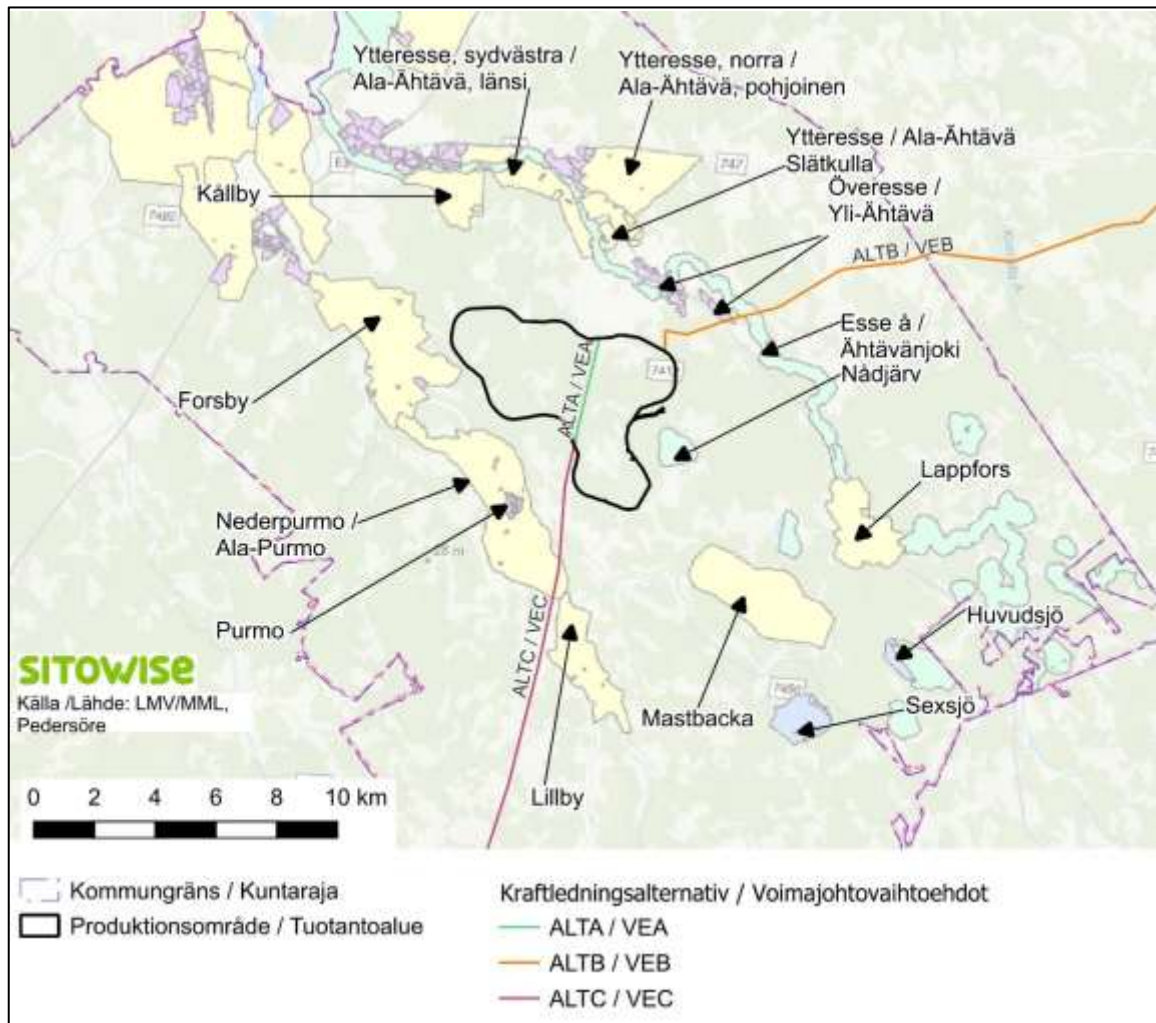 Ytteresse, sydvästra /
Ala-Ähtävä, länsi
Ytteresse, norra /
Ala-Ähtävä, pohjoinen
747
Ytteresse / Ala-Ähtävä
Slätkulla
Överesse /
Yli-Ähtävä
Kållby
ALTB / VEB
Esse å /
Ähtävänjoki
Nådjärv
ALTA / VEA
Forsby
Lappfors
Nederpurmo /
Ala-Purmo
Purmo
ALTC / VEC
Huvudsjö
Mastbacka
Sexsjö
Lillby
SITOWISE
Källa /Lähde: LMV/MML,
Pedersöre
0 2 4 6 8 10 km
Kommungräns / Kuntaraja
Produktionsområde / Tuotantoalue
Kraftledningsalternativ / Voimajohtovaihtoehdot
ALTA / VEA
ALTB / VEB
ALTC / VEC